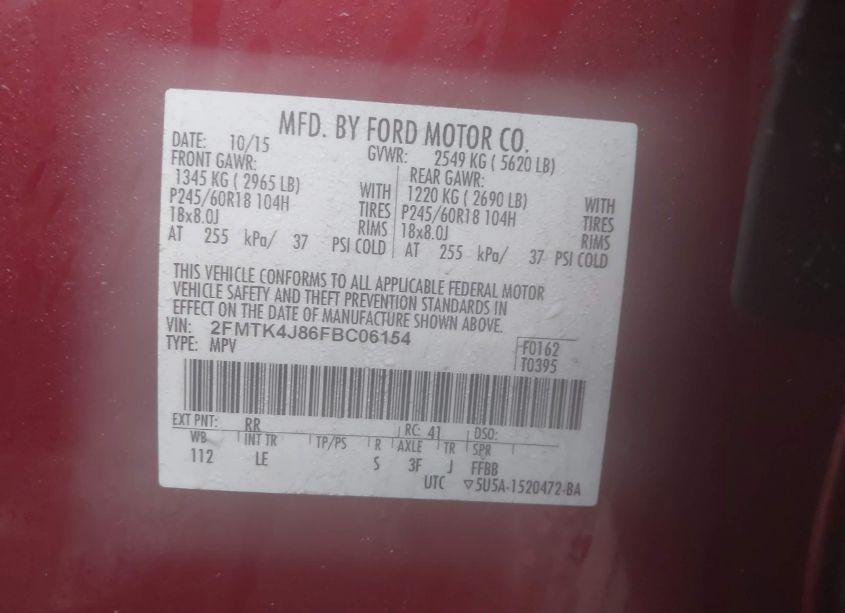 MFD. BY FORD MOTOR CO.
DATE: 10/15 GVWR: 2549 KG ( 5620 LB)
FRONT GAWR: REAR GAWR:
1345 KG ( 2965 LB) WITH 1220 KG ( 2690 LB) WITH
P245/60R18 104H TIRES P245/60R18 104H TIRES
18x8.0J RIMS 18x8.0J RIMS
AT 255 kPa/ 37 PSI COLD AT 255 kPa/ 37 PSI COLD
THIS VEHICLE CONFORMS TO ALL APPLICABLE FEDERAL MOTOR
VEHICLE SAFETY AND THEFT PREVENTION STANDARDS IN
EFFECT ON THE DATE OF MANUFACTURE SHOWN ABOVE.
VIN: 2FMTK4J86FBC06154
TYPE: MPV F0162
T0395
EXT PNT: RR RC: 41 DSO:
WB INT TR TP/PS R AXLE TR SPR
112 LE S 3F J FFBB
UTC ▽5U5A-1520472-BA